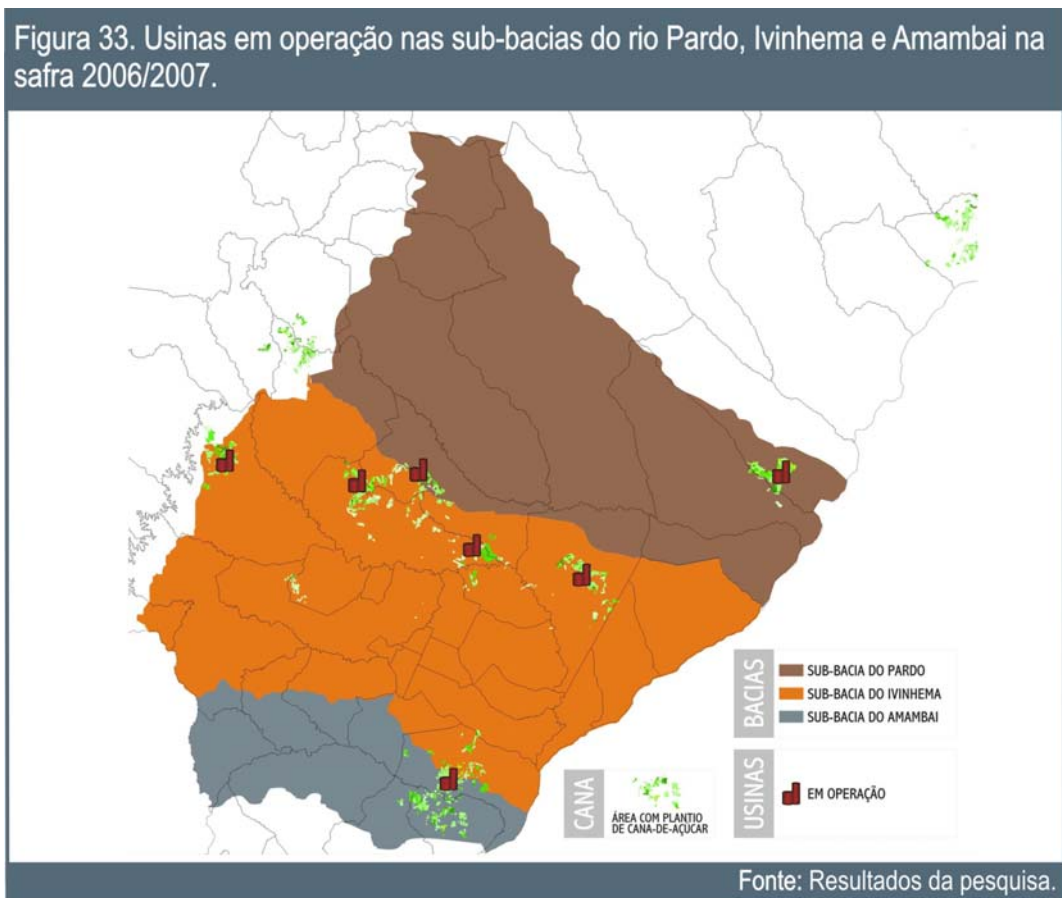 Figura 33. Usinas em operação nas sub-bacias do rio Pardo, Ivinhema e Amambai na
safra 2006/2007.
BACIAS
SUB-BACIA DO PARDO
SUB-BACIA DO IVINHEMA
SUB-BACIA DO AMAMBAI
CANA
ÁREA COM PLANTIO
DE CANA-DE-AÇÚCAR
USINAS
EM OPERAÇÃO
Fonte: Resultados da pesquisa.